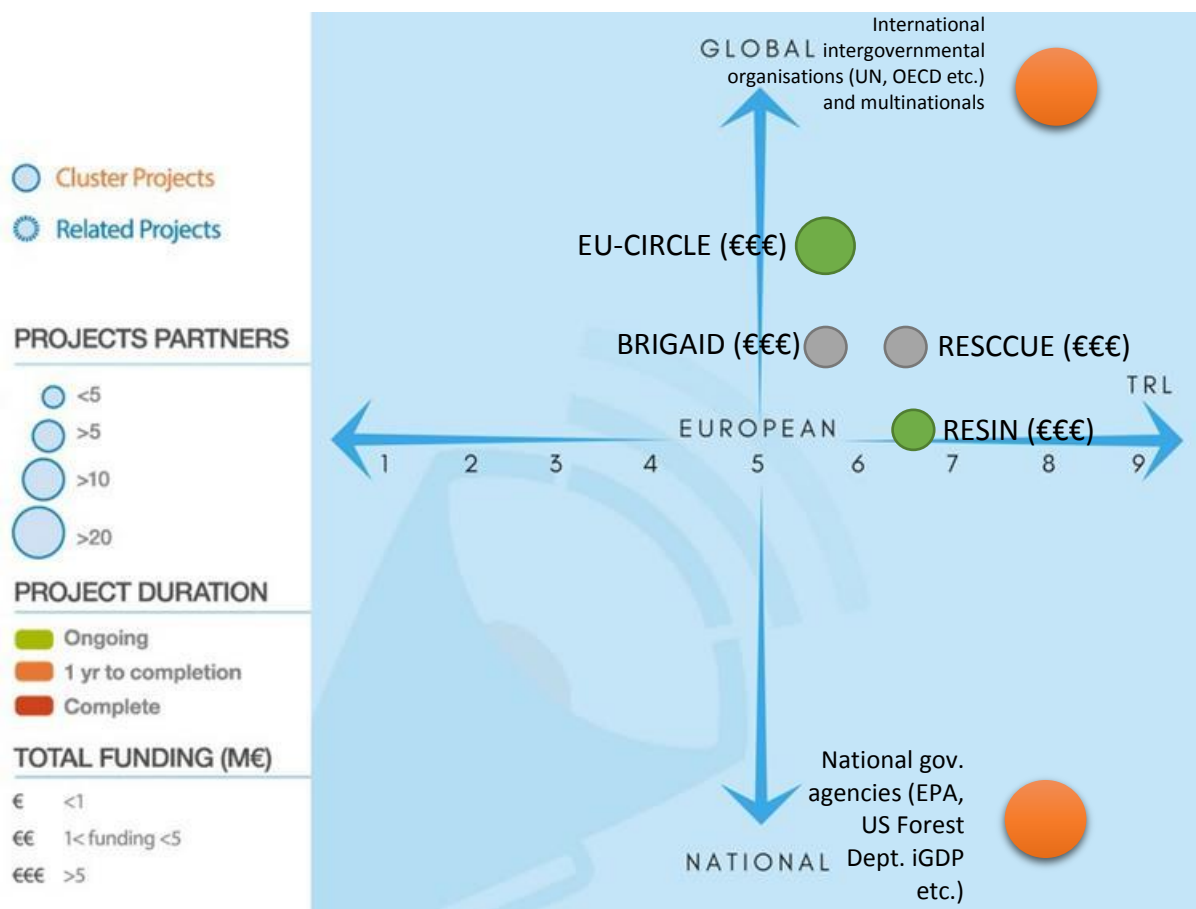 Cluster Projects
Related Projects
PROJECTS PARTNERS
<5
>5
>10
>20
PROJECT DURATION
Ongoing
1 yr to completion
Complete
TOTAL FUNDING (M€)
€ <1
€€ 1< funding <5
€€€ >5
GLOBAL
International
intergovernmental
organisations (UN, OECD etc.)
and multinationals
EU-CIRCLE (€€€)
BRIGAID (€€€)
RESCCUE (€€€)
TRL
EUROPEAN
RESIN (€€€)
1 2 3 4 5 6 7 8 9
National gov.
agencies (EPA,
US Forest
Dept. iGDP
etc.)
NATIONAL